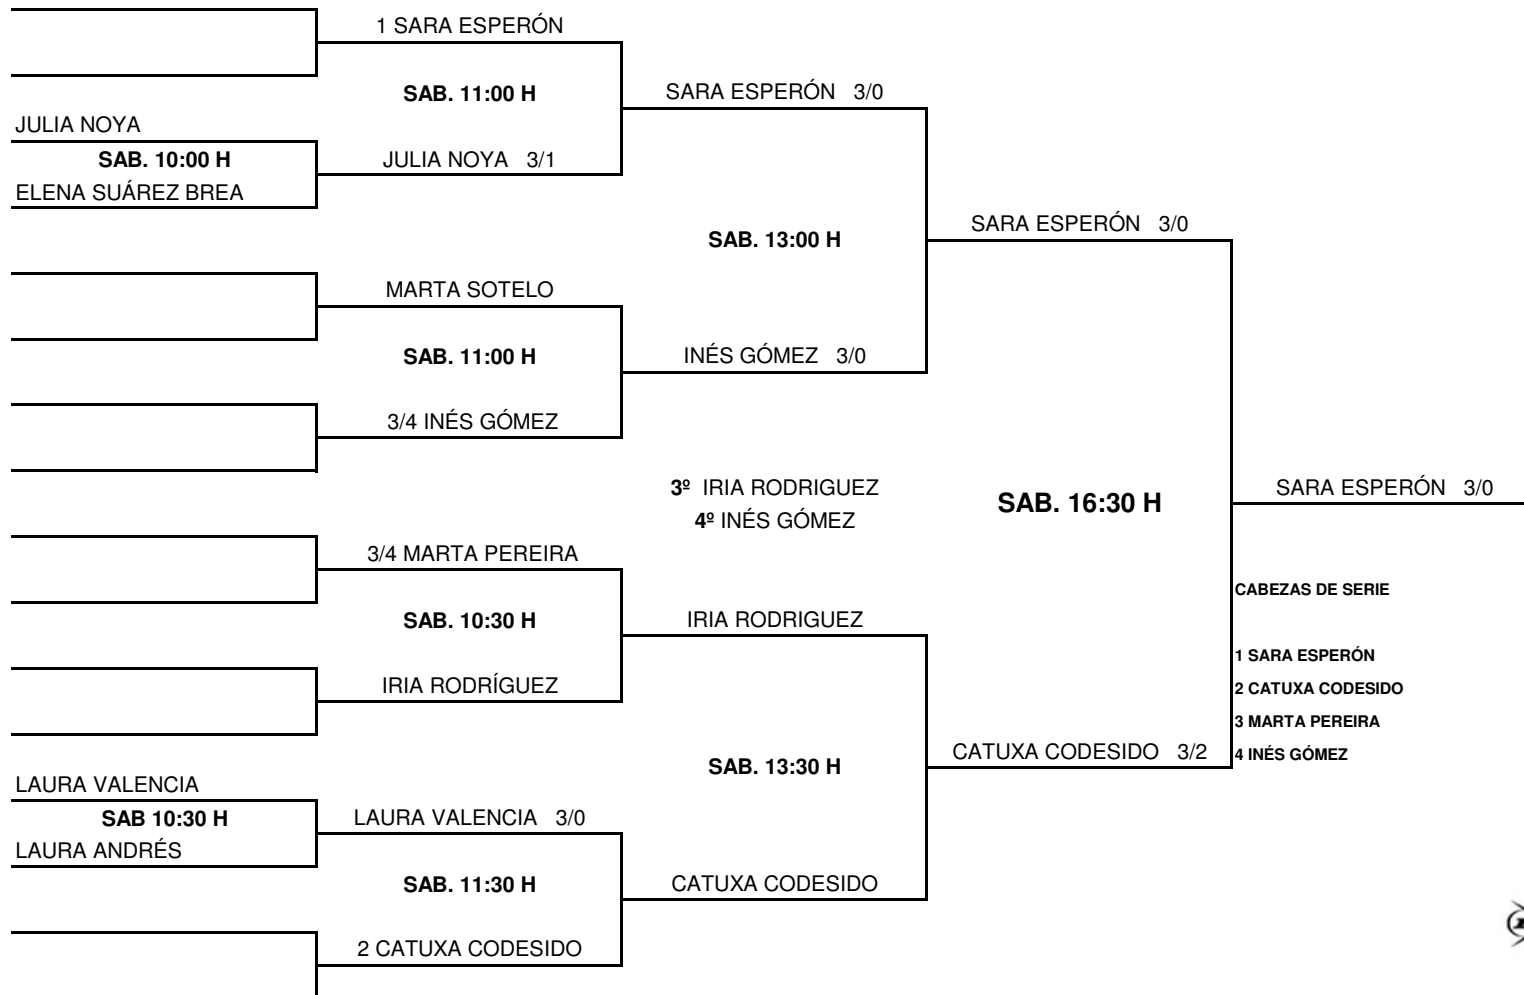 1 SARA ESPERÓN
SAB. 11:00 H
SARA ESPERÓN 3/0
JULIA NOYA
SAB. 10:00 H
JULIA NOYA 3/1
ELENA SUÁREZ BREA
SARA ESPERÓN 3/0
SAB. 13:00 H
MARTA SOTELO
SAB. 11:00 H
INÉS GÓMEZ 3/0
3/4 INÉS GÓMEZ
3º IRIA RODRIGUEZ
4º INÉS GÓMEZ
SAB. 16:30 H
SARA ESPERÓN 3/0
3/4 MARTA PEREIRA
SAB. 10:30 H
IRIA RODRIGUEZ
IRIA RODRÍGUEZ
CABEZAS DE SERIE
1 SARA ESPERÓN
2 CATUXA CODESIDO
3 MARTA PEREIRA
4 INÉS GÓMEZ
CATUXA CODESIDO 3/2
SAB. 13:30 H
LAURA VALENCIA
SAB 10:30 H
LAURA VALENCIA 3/0
LAURA ANDRÉS
SAB. 11:30 H
CATUXA CODESIDO
2 CATUXA CODESIDO